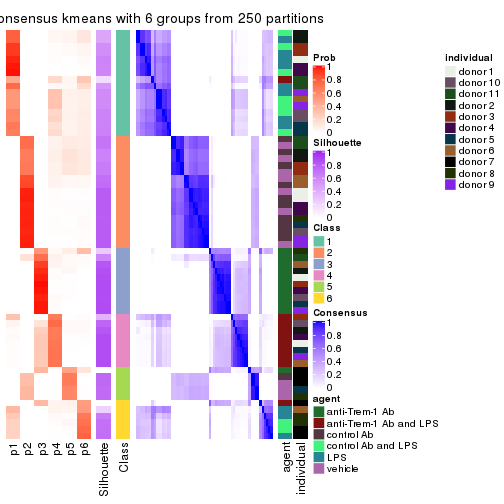 onsensus kmeans with 6 groups from 250 partitions
Prob
1
0.8
0.6
0.4
0.2
0
Silhouette
1
0.8
0.6
0.4
0.2
0
Class
1
2
3
4
5
6
Consensus
1
0.8
0.6
0.4
0.2
0
agent
anti-Trem-1 Ab
anti-Trem-1 Ab and LPS
control Ab
control Ab and LPS
LPS
vehicle
individual
donor 1
donor 10
donor 11
donor 2
donor 3
donor 4
donor 5
donor 6
donor 7
donor 8
donor 9
p1
p2
p3
p4
p5
p6
Silhouette
Class
agent
individual